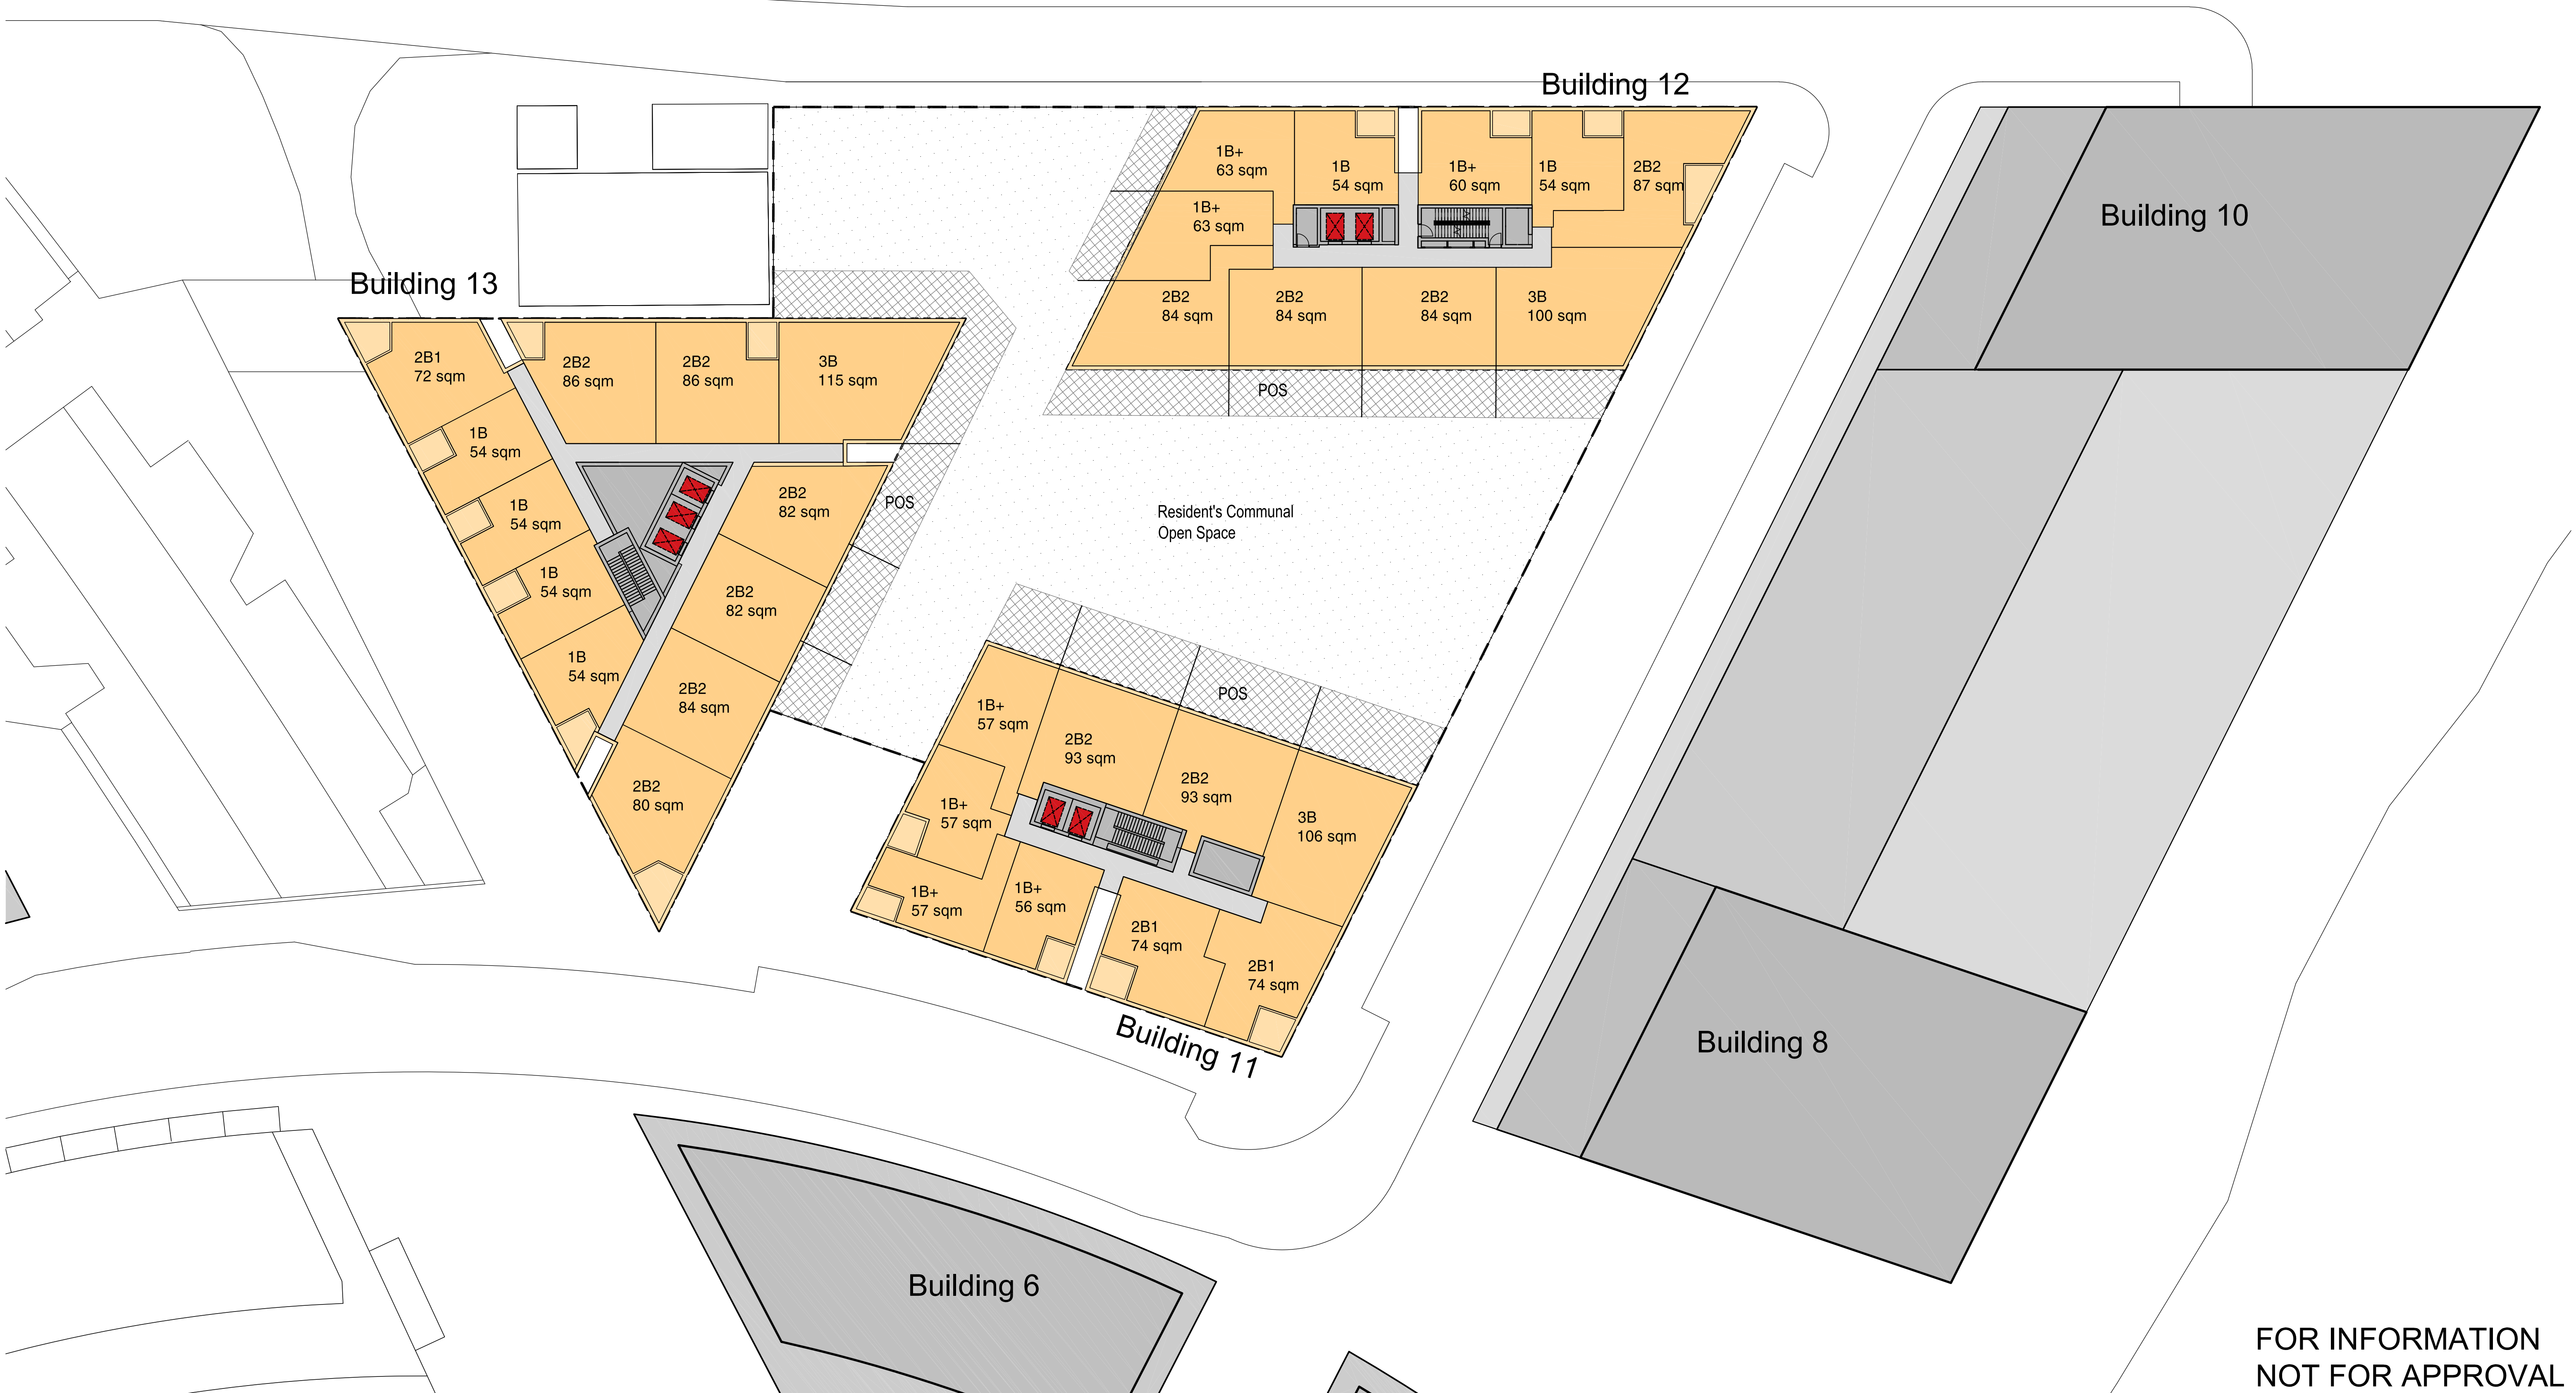 Building 12
1B+
63 sqm
1B
54 sqm
1B+
60 sqm
1B
54 sqm
2B2
87 sqm
1B+
63 sqm
2B2
84 sqm
2B2
84 sqm
2B2
84 sqm
3B
100 sqm
POS
Building 10
Building 13
2B1
72 sqm
2B2
86 sqm
2B2
86 sqm
3B
115 sqm
1B
54 sqm
1B
54 sqm
1B
54 sqm
1B
54 sqm
2B2
82 sqm
2B2
82 sqm
2B2
84 sqm
2B2
80 sqm
POS
Resident's Communal
Open Space
POS
1B+
57 sqm
2B2
93 sqm
2B2
93 sqm
3B
106 sqm
1B+
57 sqm
1B+
57 sqm
1B+
56 sqm
2B1
74 sqm
2B1
74 sqm
Building 11
Building 8
Building 6
FOR INFORMATION
NOT FOR APPROVAL